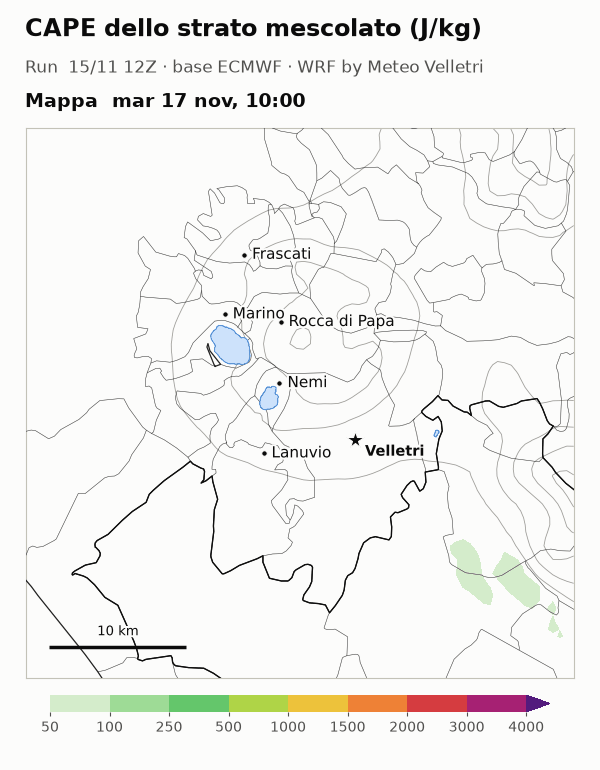 CAPE dello strato mescolato (J/kg)
Run  15/11 12Z · base ECMWF · WRF by Meteo Velletri
Mappa  mar 17 nov, 10:00
Frascati
Marino
Rocca di Papa
Nemi
Velletri
Lanuvio
10 km
50 100 250 500 1000 1500 2000 3000 4000